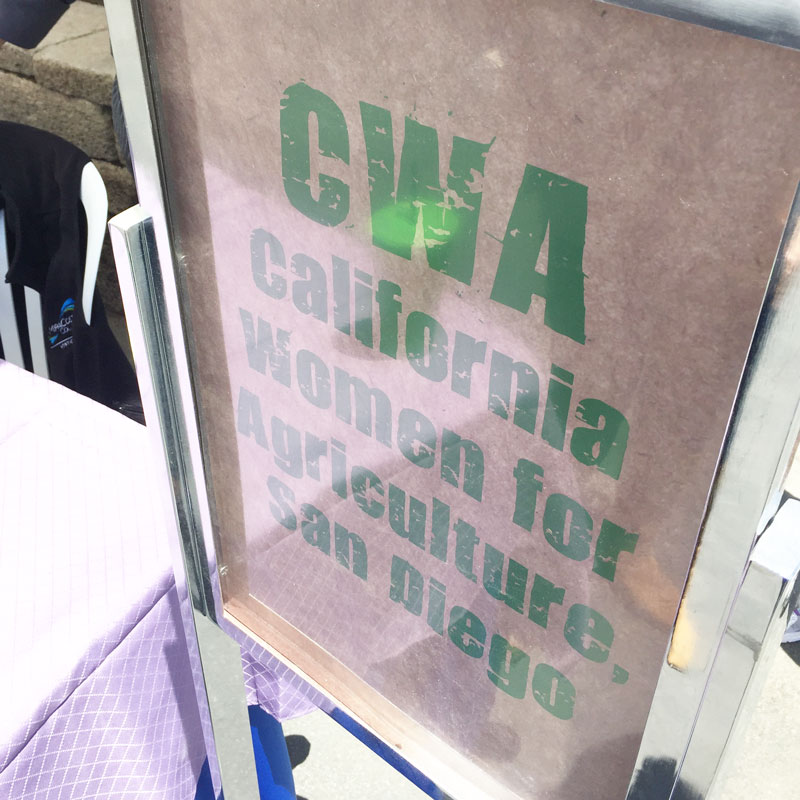 CWA
California
Women for
Agriculture,
San Diego